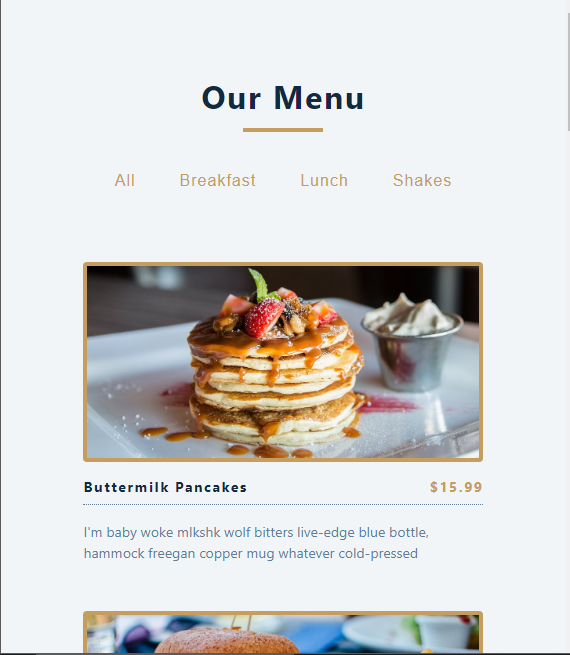 Our Menu
All Breakfast Lunch Shakes
Buttermilk Pancakes $15.99
I'm baby woke mlkshk wolf bitters live-edge blue bottle,
hammock freegan copper mug whatever cold-pressed